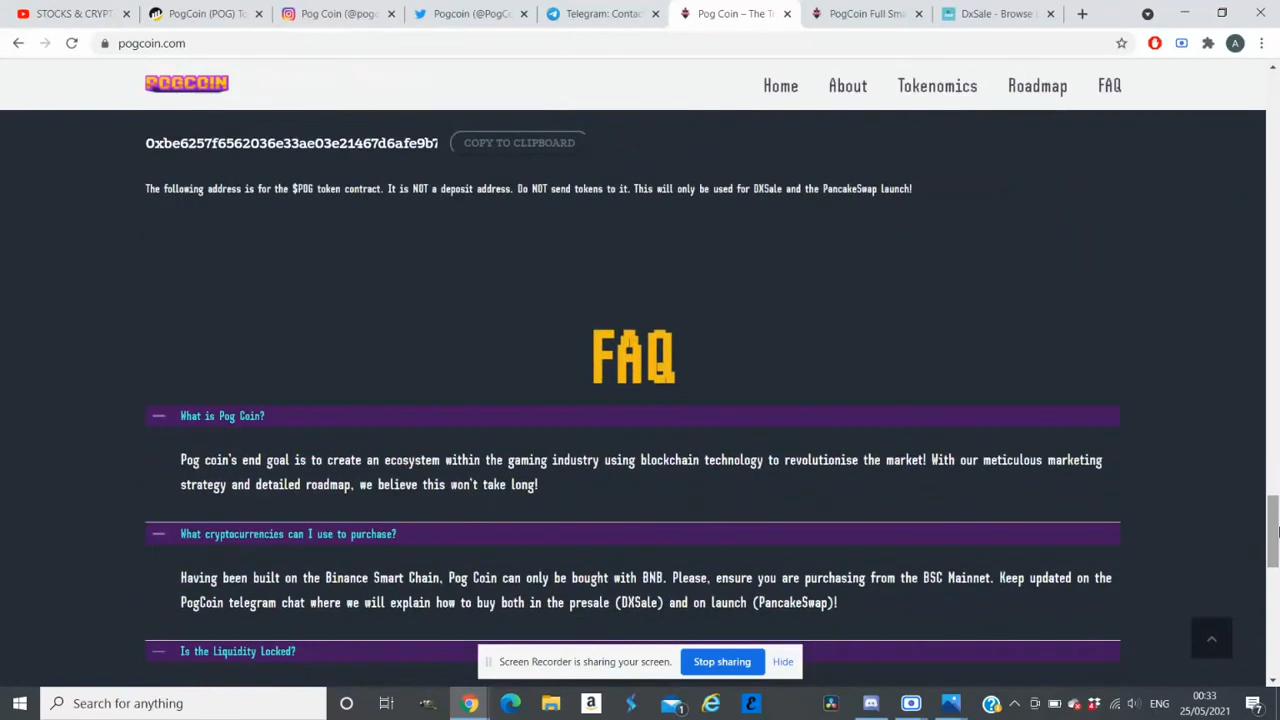 STOCKS & CRYPT
PogCoin (POG) To
Pog Coin (@pogc
Pogcoin (@PogCo
Telegram: Contac
Pog Coin – The T
PogCoin Full Sma
DxSale - Browse L
pogcoin.com
A
POGCOIN
Home About Tokenomics Roadmap FAQ
0xbe6257f6562036e33ae03e21467d6afe9b7
COPY TO CLIPBOARD
The following address is for the $POG token contract. It is NOT a deposit address. Do NOT send tokens to it. This will only be used for DXSale and the PancakeSwap launch!
FAQ
What is Pog Coin?
Pog coin's end goal is to create an ecosystem within the gaming industry using blockchain technology to revolutionise the market! With our meticulous marketing
strategy and detailed roadmap, we believe this won't take long!
What cryptocurrencies can I use to purchase?
Having been built on the Binance Smart Chain, Pog Coin can only be bought with BNB. Please, ensure you are purchasing from the BSC Mainnet. Keep updated on the
PogCoin telegram chat where we will explain how to buy both in the presale (DXSale) and on launch (PancakeSwap)!
Is the Liquidity Locked?
Screen Recorder is sharing your screen.
Stop sharing
Hide
Search for anything
1
ENG
00:33
25/05/2021
7